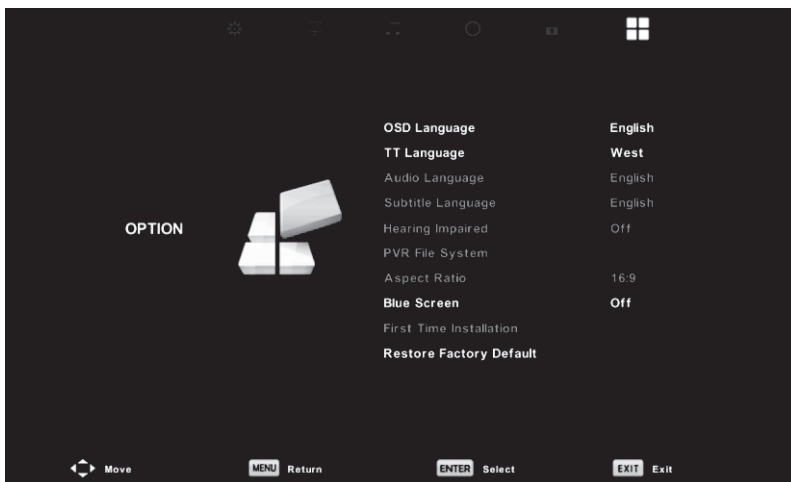 OSD Language English
TT Language West
Audio Language English
Subtitle Language English
OPTION
Hearing Impaired Off
PVR File System
Aspect Ratio 16:9
Blue Screen Off
First Time Installation
Restore Factory Default
Move MENU Return ENTER Select EXIT Exit